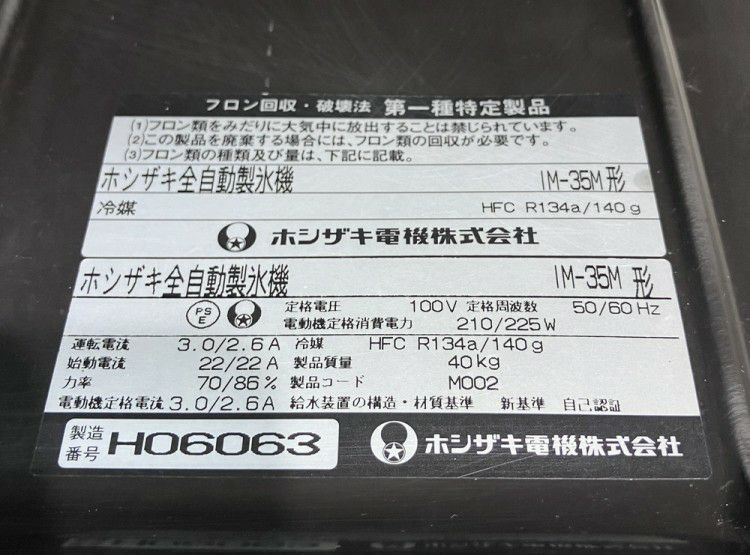 フロン回収・破壊法 第一種特定製品
(1)フロン類をみだりに大気中に放出することは禁じられています。
(2)この製品を廃棄する場合には、フロン類の回収が必要です。
(3)フロン類の種類及び量は、下記に記載。
ホシザキ全自動製氷機 IM-35M 形
冷媒 HFC R134a/140g
ホシザキ電機株式会社
ホシザキ全自動製氷機 IM-35M 形
PS E 定格電圧 100V 定格周波数 50/60Hz
電動機定格消費電力 210/225W
運転電流 3.0/2.6A 冷媒 HFC R134a/140g
始動電流 22/22A 製品質量 40kg
力率 70/86% 製品コード M002
電動機定格電流 3.0/2.6A 給水装置の構造・材質基準 新基準 自己認証
製造番号 H06063 ホシザキ電機株式会社